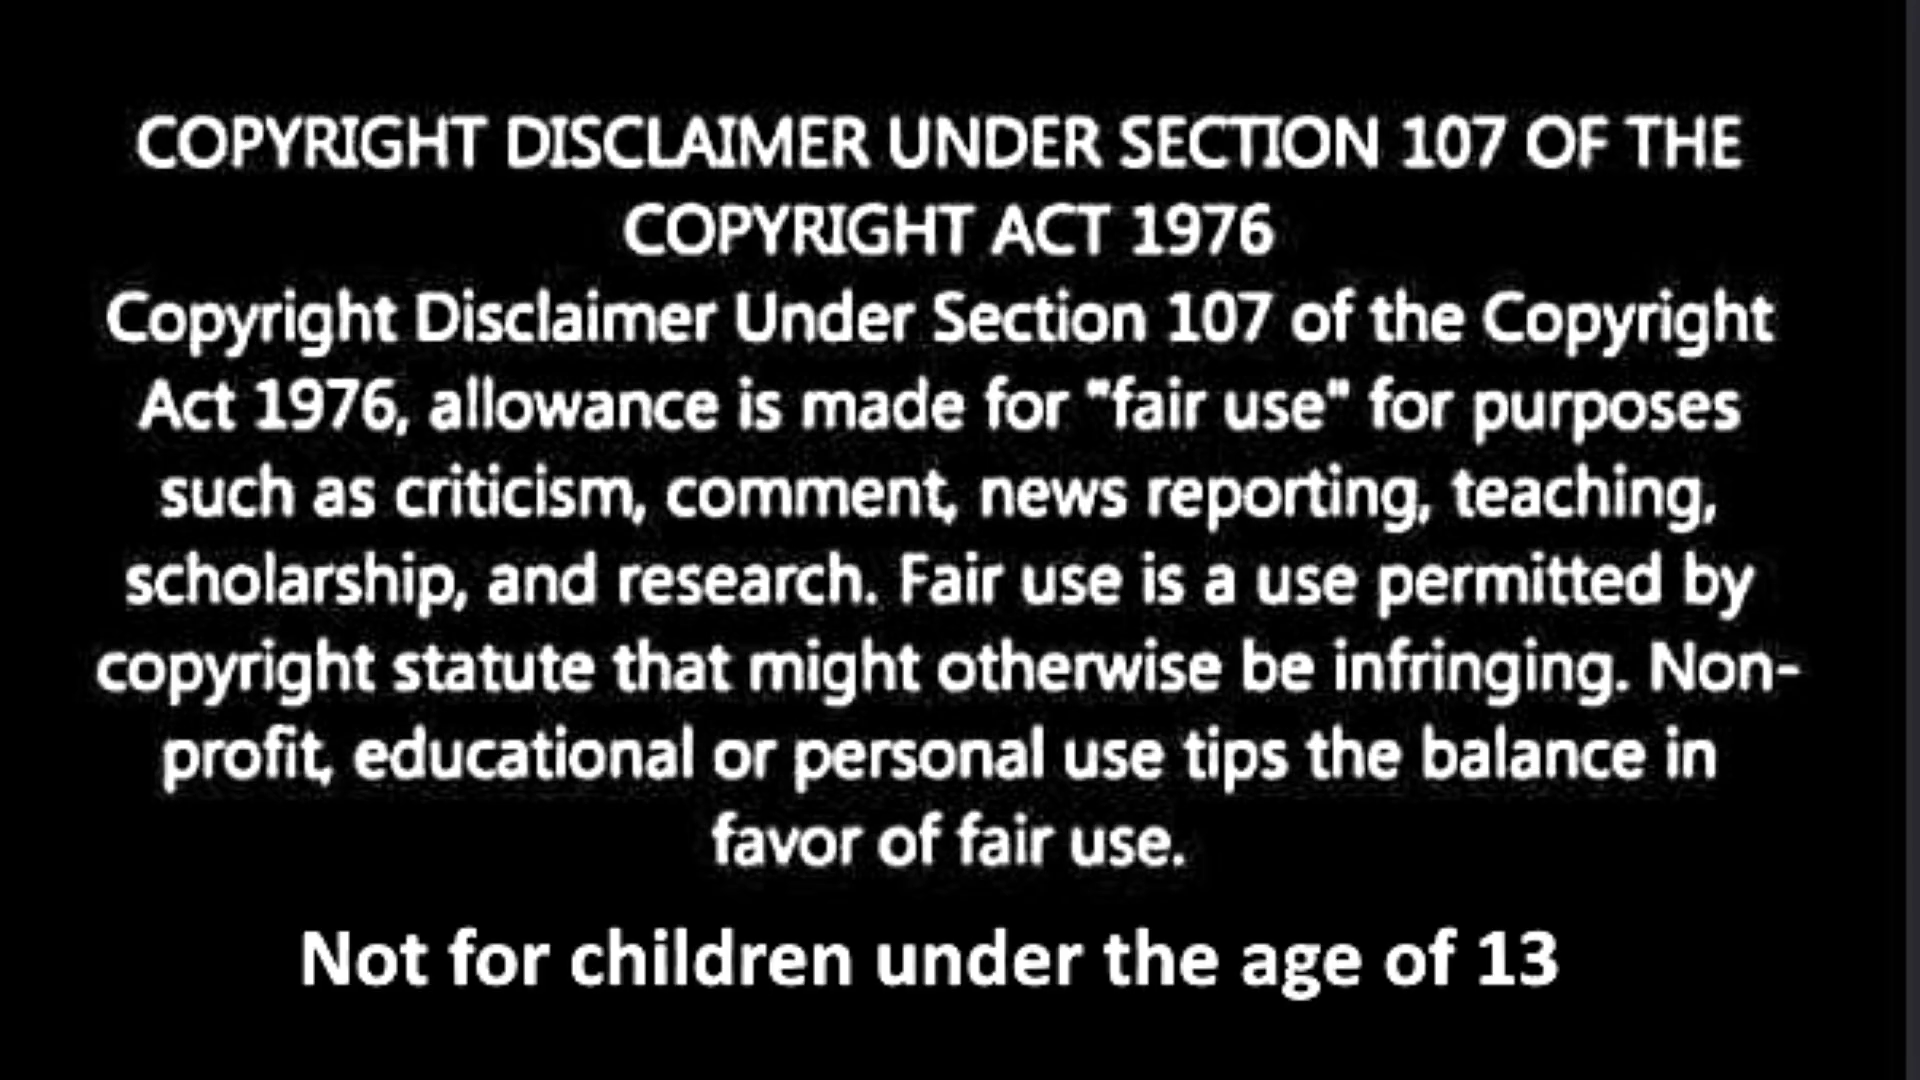 COPYRIGHT DISCLAIMER UNDER SECTION 107 OF THE
COPYRIGHT ACT 1976
Copyright Disclaimer Under Section 107 of the Copyright
Act 1976, allowance is made for "fair use" for purposes
such as criticism, comment, news reporting, teaching,
scholarship, and research. Fair use is a use permitted by
copyright statute that might otherwise be infringing. Non-
profit, educational or personal use tips the balance in
favor of fair use.
Not for children under the age of 13